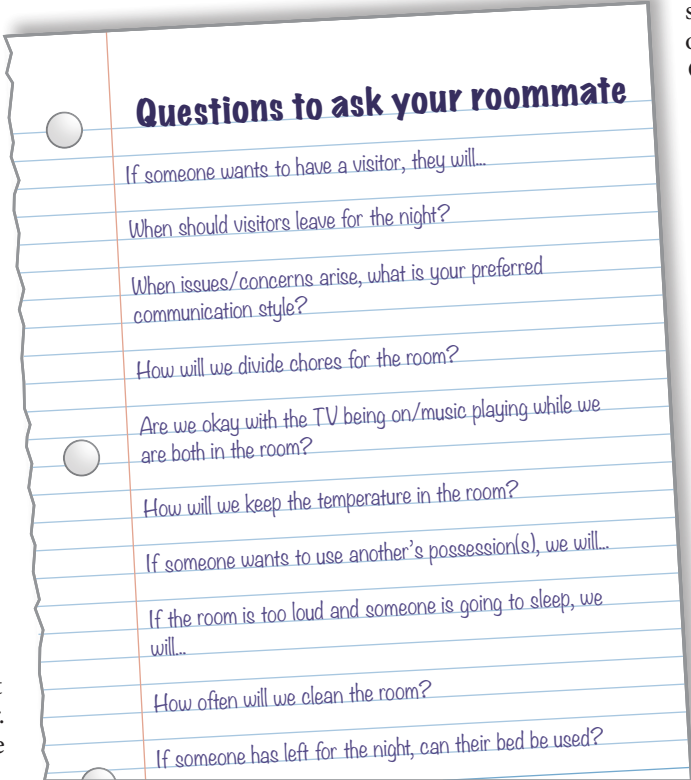 Questions to ask your roommate
If someone wants to have a visitor, they will...
When should visitors leave for the night?
When issues/concerns arise, what is your preferred
communication style?
How will we divide chores for the room?
Are we okay with the TV being on/music playing while we
are both in the room?
How will we keep the temperature in the room?
If someone wants to use another’s possession(s), we will...
If the room is too loud and someone is going to sleep, we
will...
How often will we clean the room?
If someone has left for the night, can their bed be used?